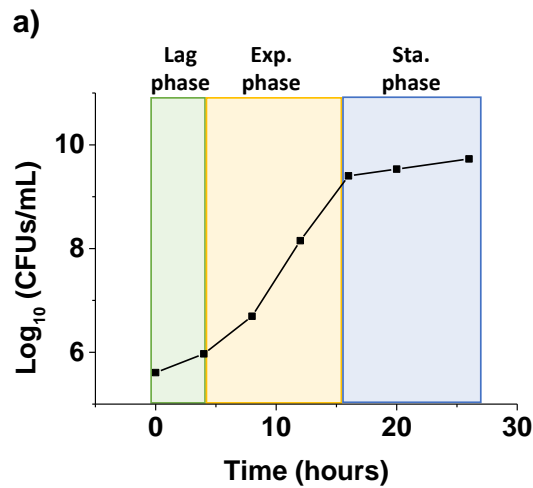 a)
Lag phase
Exp. phase
Sta. phase
10
8
6
Log₁₀ (CFUs/mL)
0
10
20
30
Time (hours)